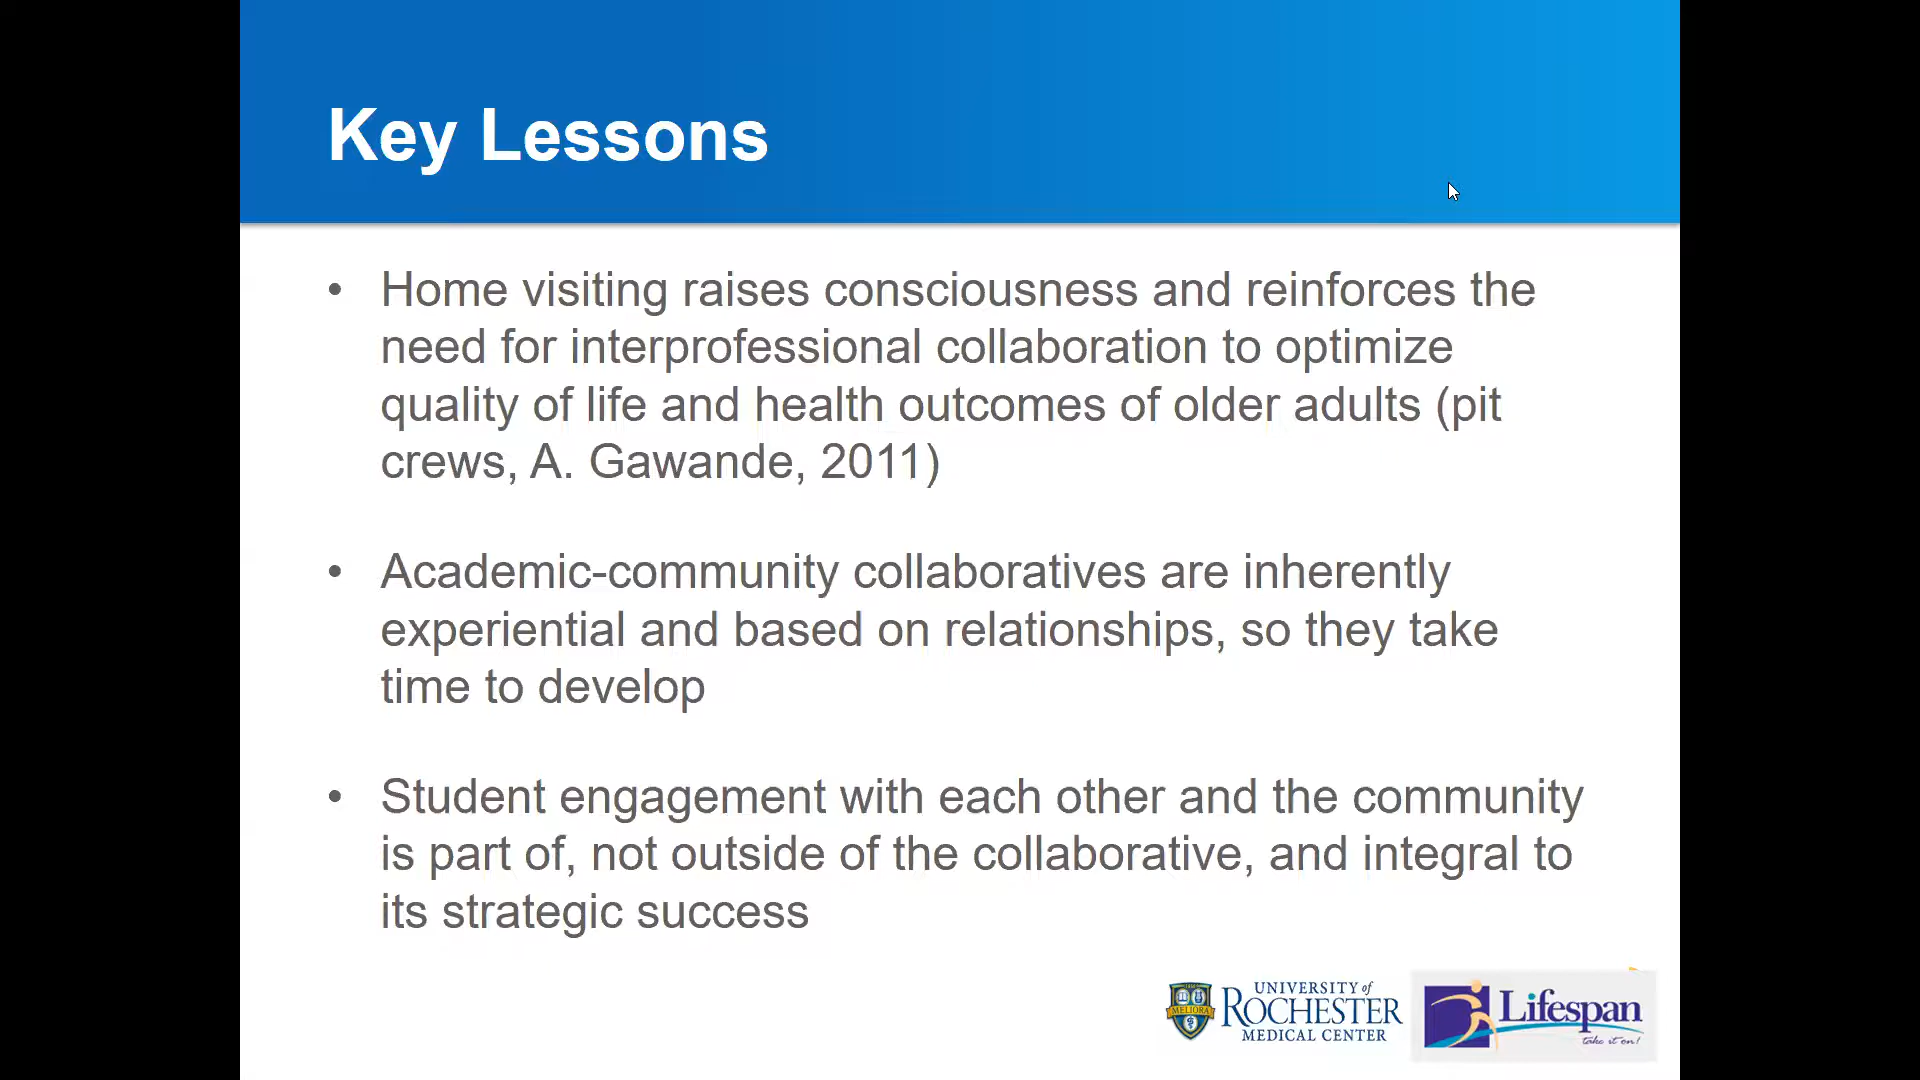 Key Lessons
• Home visiting raises consciousness and reinforces the
need for interprofessional collaboration to optimize
quality of life and health outcomes of older adults (pit
crews, A. Gawande, 2011)
• Academic-community collaboratives are inherently
experiential and based on relationships, so they take
time to develop
• Student engagement with each other and the community
is part of, not outside of the collaborative, and integral to
its strategic success
MELIORA
UNIVERSITY of
ROCHESTER
MEDICAL CENTER
Lifespan
take it on!